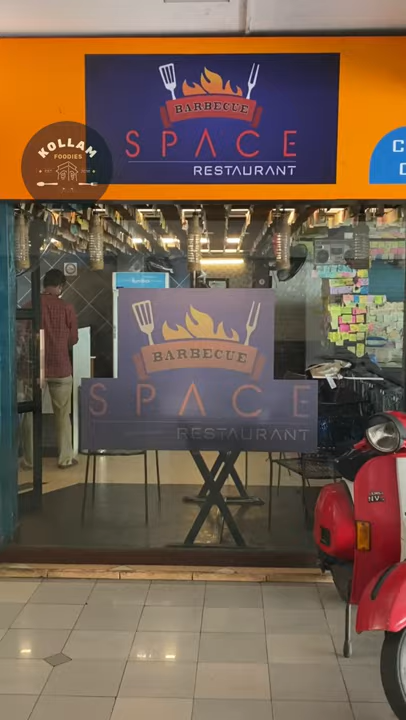 BARBECUE
SPACE
RESTAURANT
KOLLAM
FOODIES
BARBECUE
SPACE
RESTAURANT